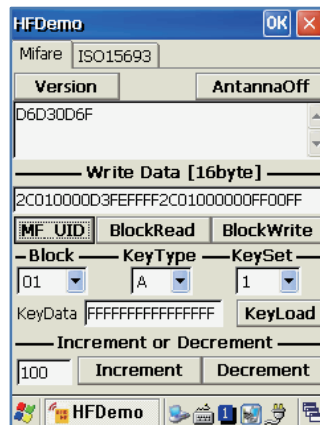 HFDemo OK
Mifare ISO15693
Version AntannaOff
D6D30D6F
Write Data [16byte]
2C010000D3FEFFFF2C01000000FF00FF
MF_UID BlockRead BlockWrite
Block KeyType KeySet
01 A 1
KeyData FFFFFFFFFFFFFFFF KeyLoad
Increment or Decrement
100 Increment Decrement
HFDemo 1